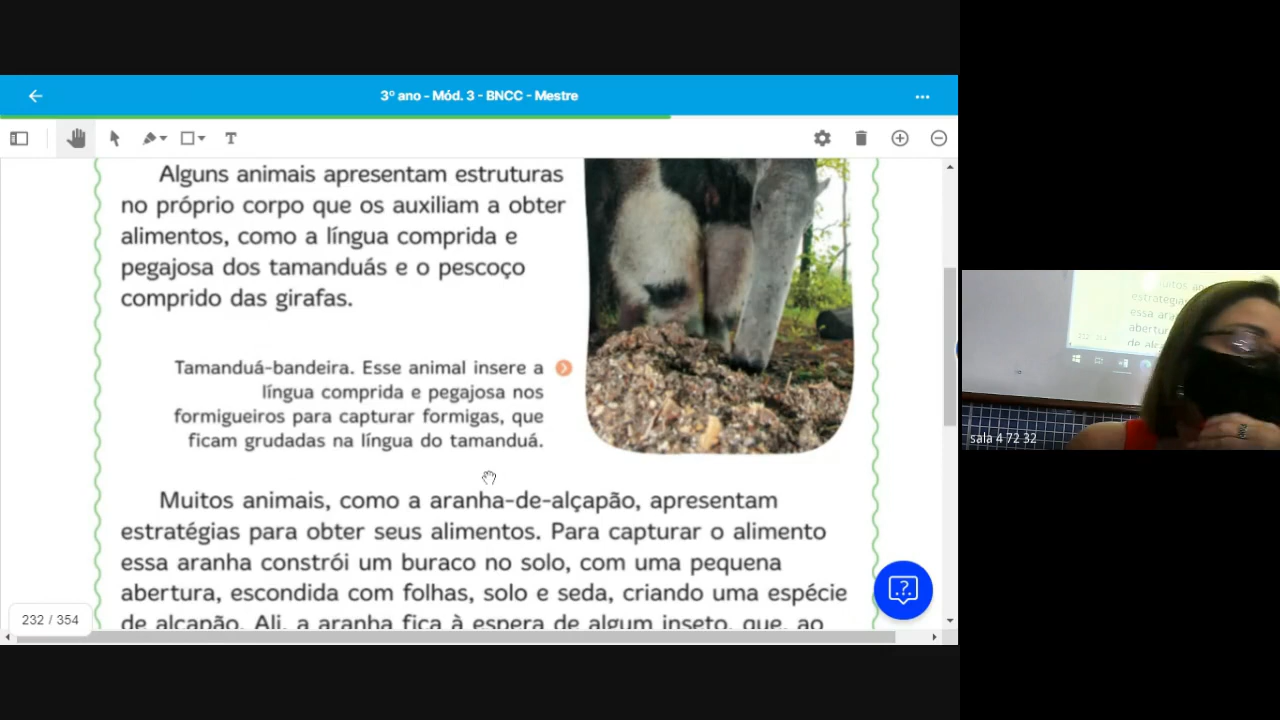 3º ano - Mód. 3 - BNCC - Mestre
T
Alguns animais apresentam estruturas
no próprio corpo que os auxiliam a obter
alimentos, como a língua comprida e
pegajosa dos tamanduás e o pescoço
comprido das girafas.
Tamanduá-bandeira. Esse animal insere a
língua comprida e pegajosa nos
formigueiros para capturar formigas, que
ficam grudadas na língua do tamanduá.
Muitos animais, como a aranha-de-alçapão, apresentam
estratégias para obter seus alimentos. Para capturar o alimento
essa aranha constrói um buraco no solo, com uma pequena
abertura, escondida com folhas, solo e seda, criando uma espécie
de alçapão. Ali, a aranha fica à espera de algum inseto, que, ao
232 / 354
sala 4 72 32